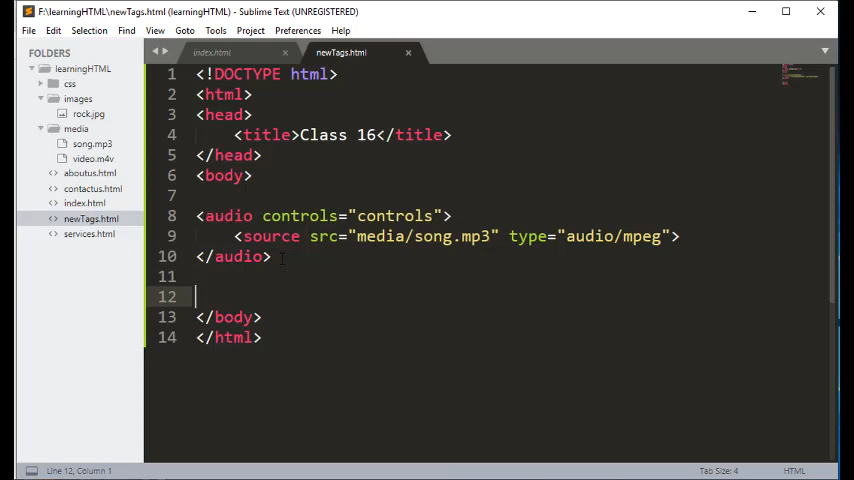 F:\learningHTML\newTags.html (learningHTML) - Sublime Text (UNREGISTERED)
File Edit Selection Find View Goto Tools Project Preferences Help
FOLDERS
learningHTML
css
images
rock.jpg
media
song.mp3
video.m4v
aboutus.html
contactus.html
index.html
newTags.html
services.html
index.html × newTags.html ×
1 <!DOCTYPE html>
2 <html>
3 <head>
4 <title>Class 16</title>
5 </head>
6 <body>
7
8 <audio controls="controls">
9 <source src="media/song.mp3" type="audio/mpeg">
10 </audio>
11
12
13 </body>
14 </html>
Line 12, Column 1 Tab Size: 4 HTML